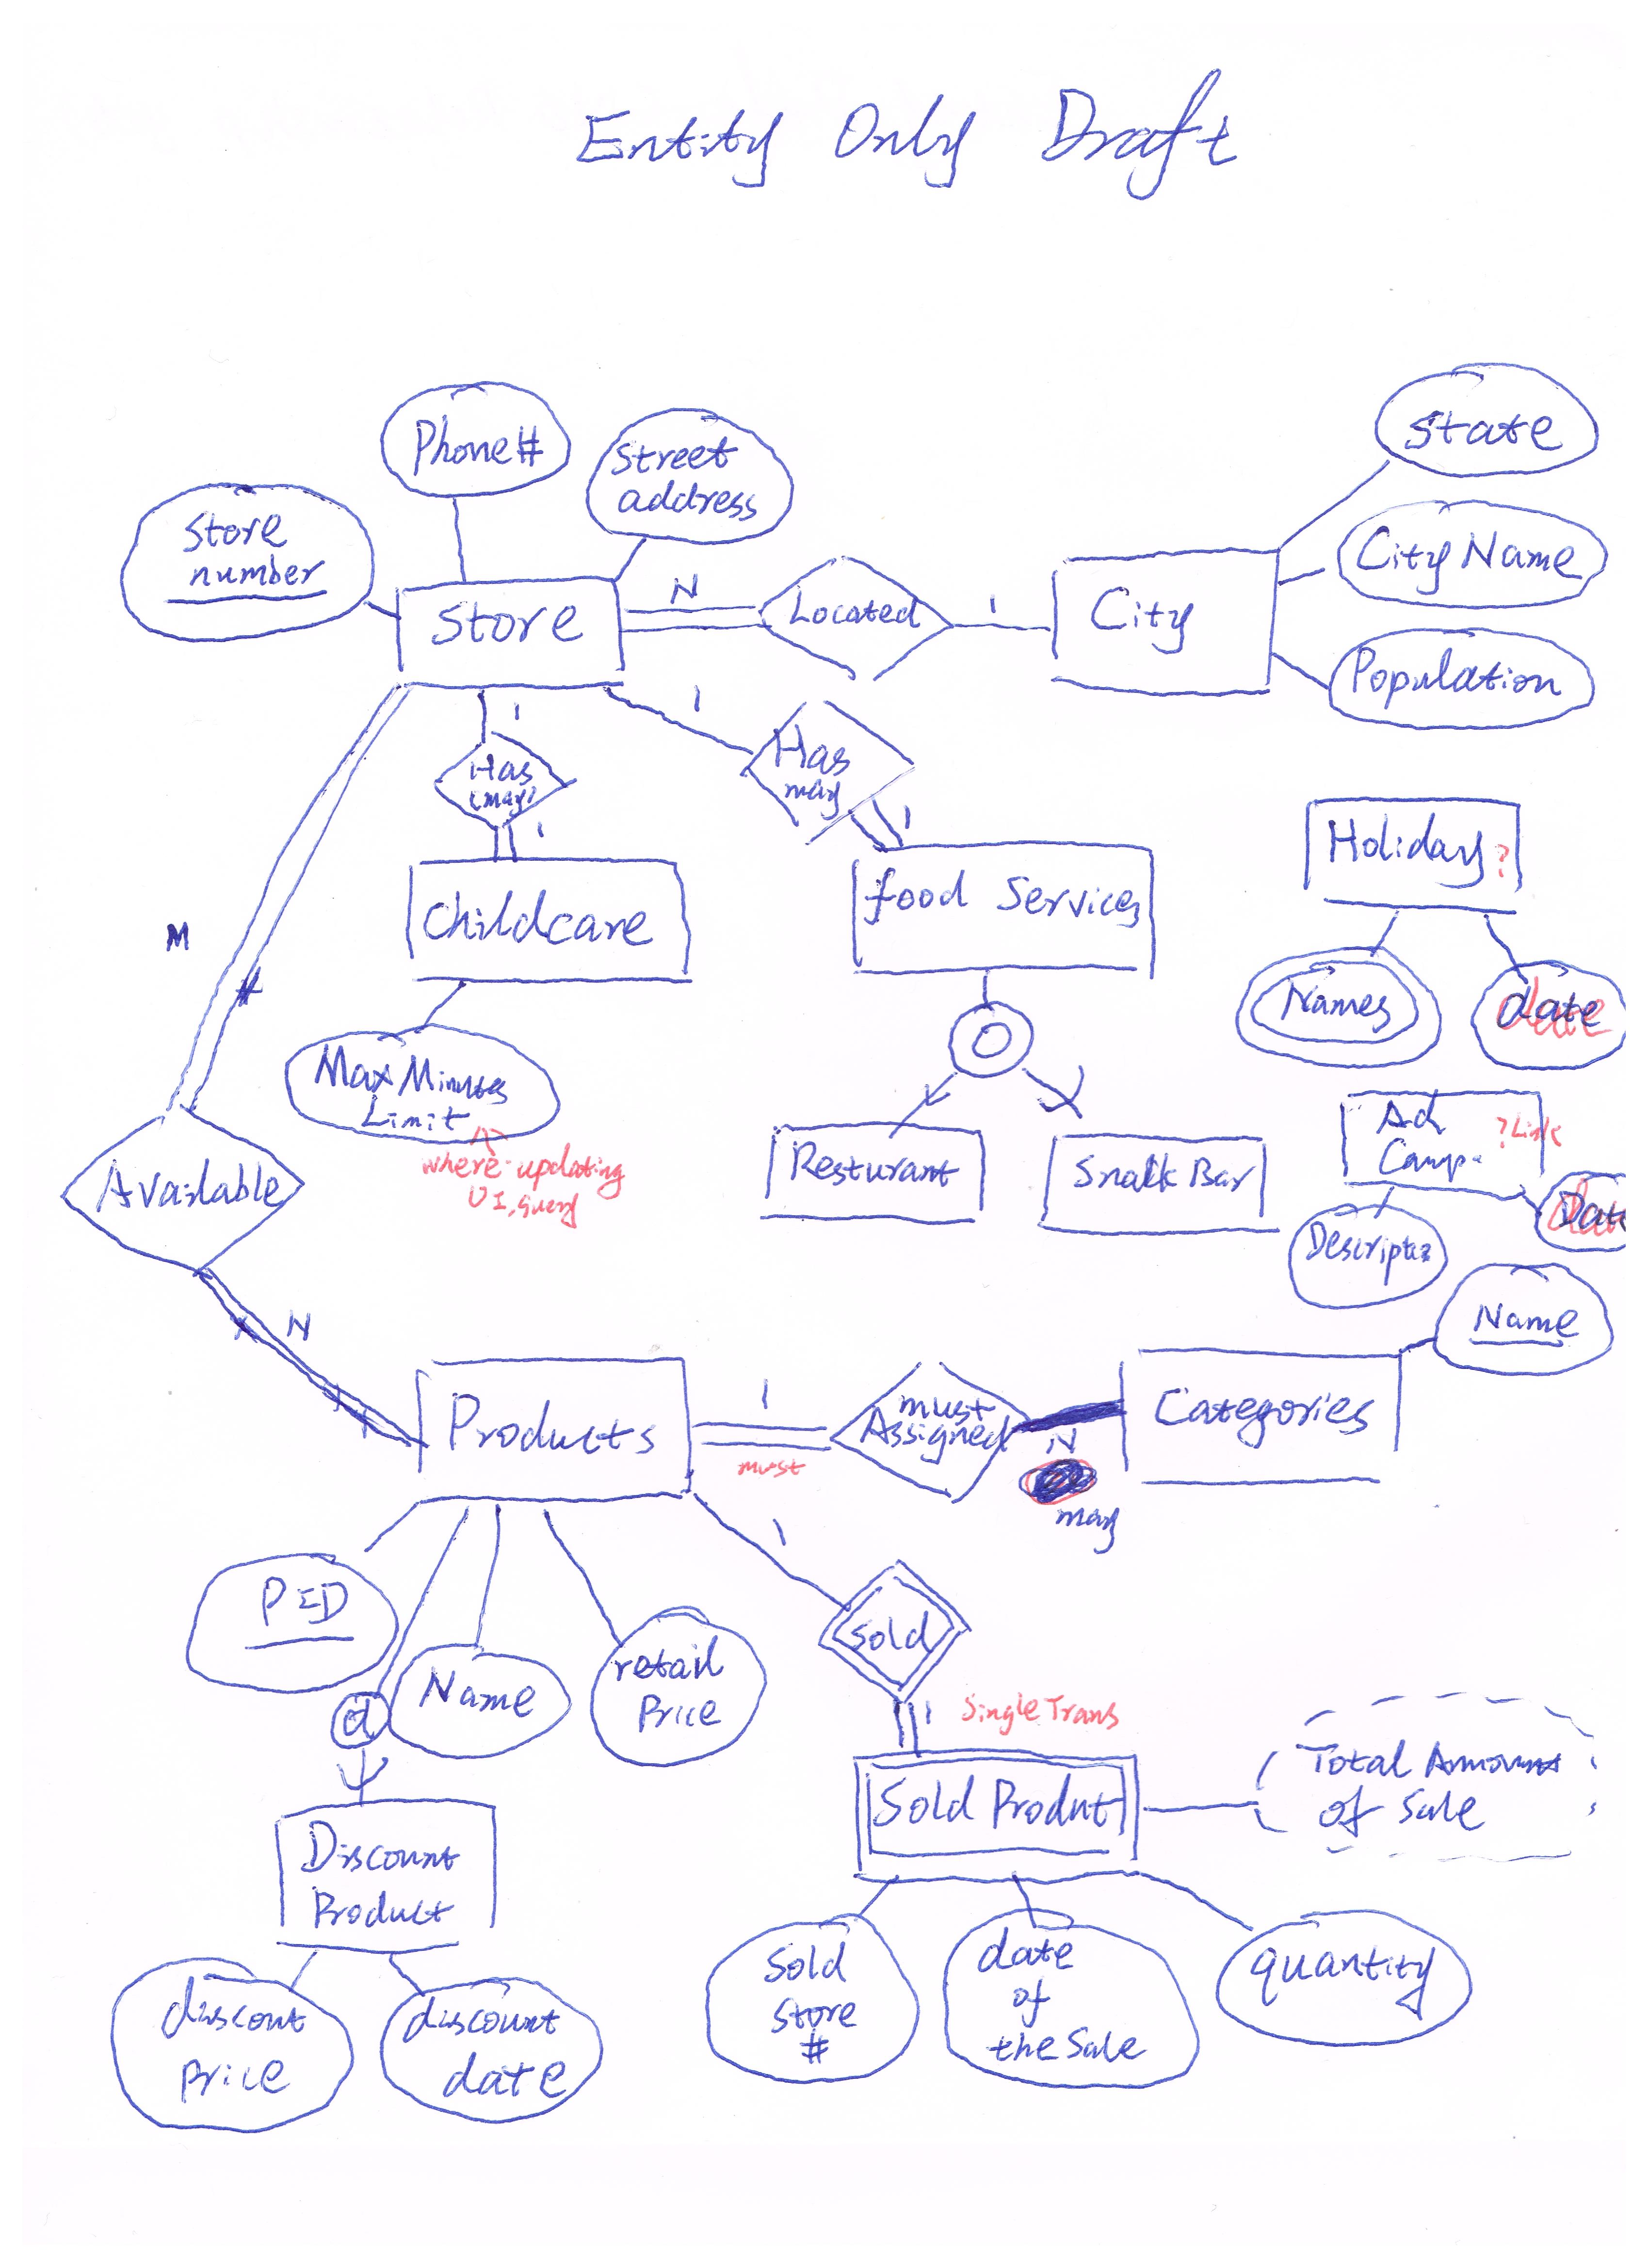 Entity Only Draft
Phone#
Street
address
State
Store
number
City Name
Store
N
Located
1
City
Population
1
1
Has
(may)
Has
may
1
1
Holiday?
Childcare
food Services
M
Names
date
Max Minutes
Limit
where updating
UI, query
Ad
Camp.
?Link
Resturant
Snalk Bar
Available
Date
Name
N
Products
1
must
must
Assigned
N
may
Categories
1
PID
Name
retail
Price
Sold
d
1
Single Trans
Sold Produt
Total Amount
of Sale
Discount
Product
Sold
Store
#
date
of
the Sale
quantity
discont
Price
discount
date